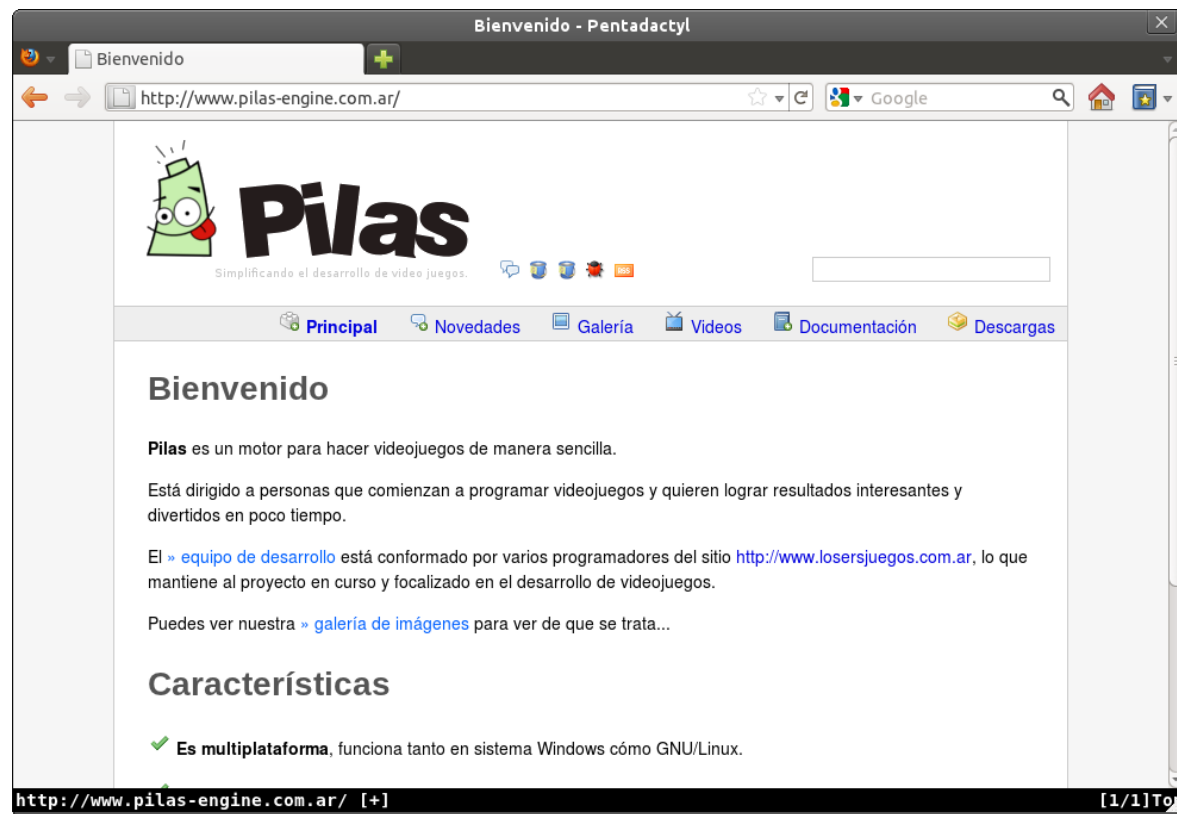 Bienvenido - Pentadactyl
Bienvenido
http://www.pilas-engine.com.ar/
Google
Pilas
Simplificando el desarrollo de video juegos.
RSS
Principal Novedades Galería Videos Documentación Descargas
Bienvenido
Pilas es un motor para hacer videojuegos de manera sencilla.
Está dirigido a personas que comienzan a programar videojuegos y quieren lograr resultados interesantes y
divertidos en poco tiempo.
El » equipo de desarrollo está conformado por varios programadores del sitio http://www.losersjuegos.com.ar, lo que
mantiene al proyecto en curso y focalizado en el desarrollo de videojuegos.
Puedes ver nuestra » galería de imágenes para ver de que se trata...
Características
Es multiplataforma, funciona tanto en sistema Windows cómo GNU/Linux.
http://www.pilas-engine.com.ar/ [+] [1/1]Top